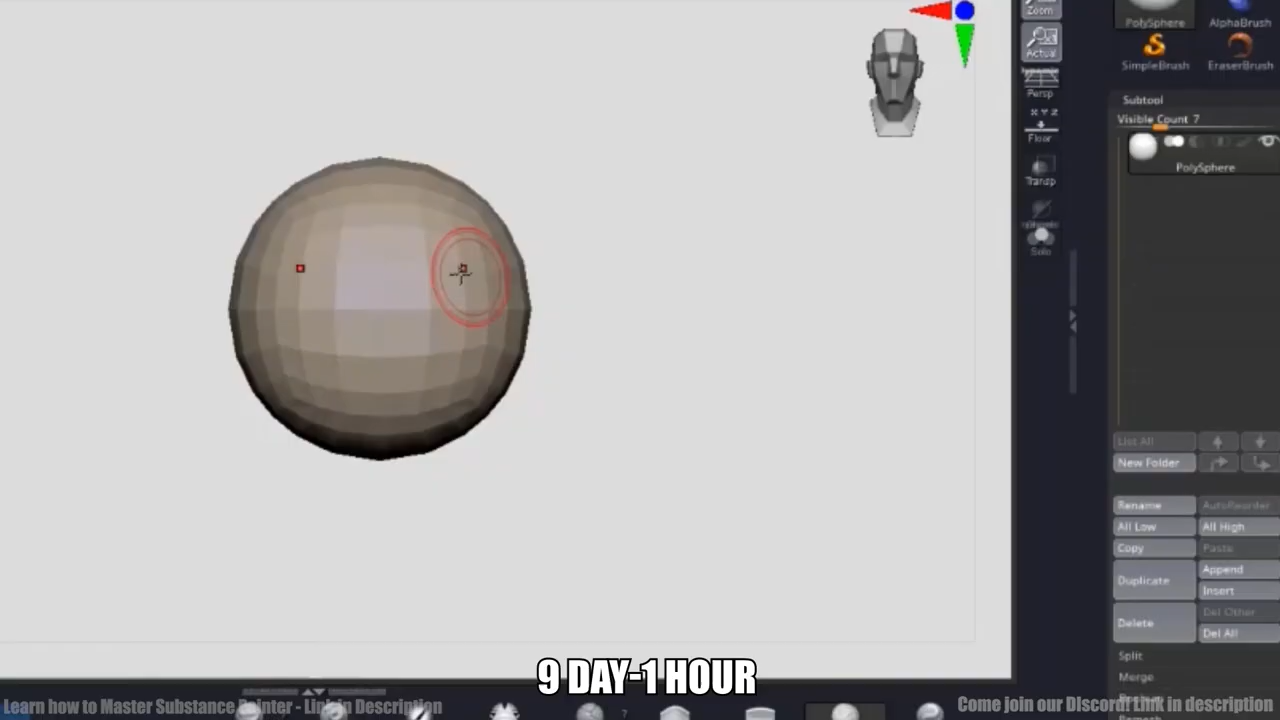 Zoom
PolySphere
AlphaBrush
Actual
SimpleBrush
EraserBrush
Persp
Subtool
X Y Z
Visible Count 7
Floor
PolySphere
Transp
Solo
List All
New Folder
Rename
AutoReorder
All Low
All High
Copy
Paste
Duplicate
Append
Insert
Delete
Del Other
Del All
Split
Merge
9 DAY-1 HOUR
Learn how to Master Substance Painter - Link in Description
Come join our Discord! Link in description